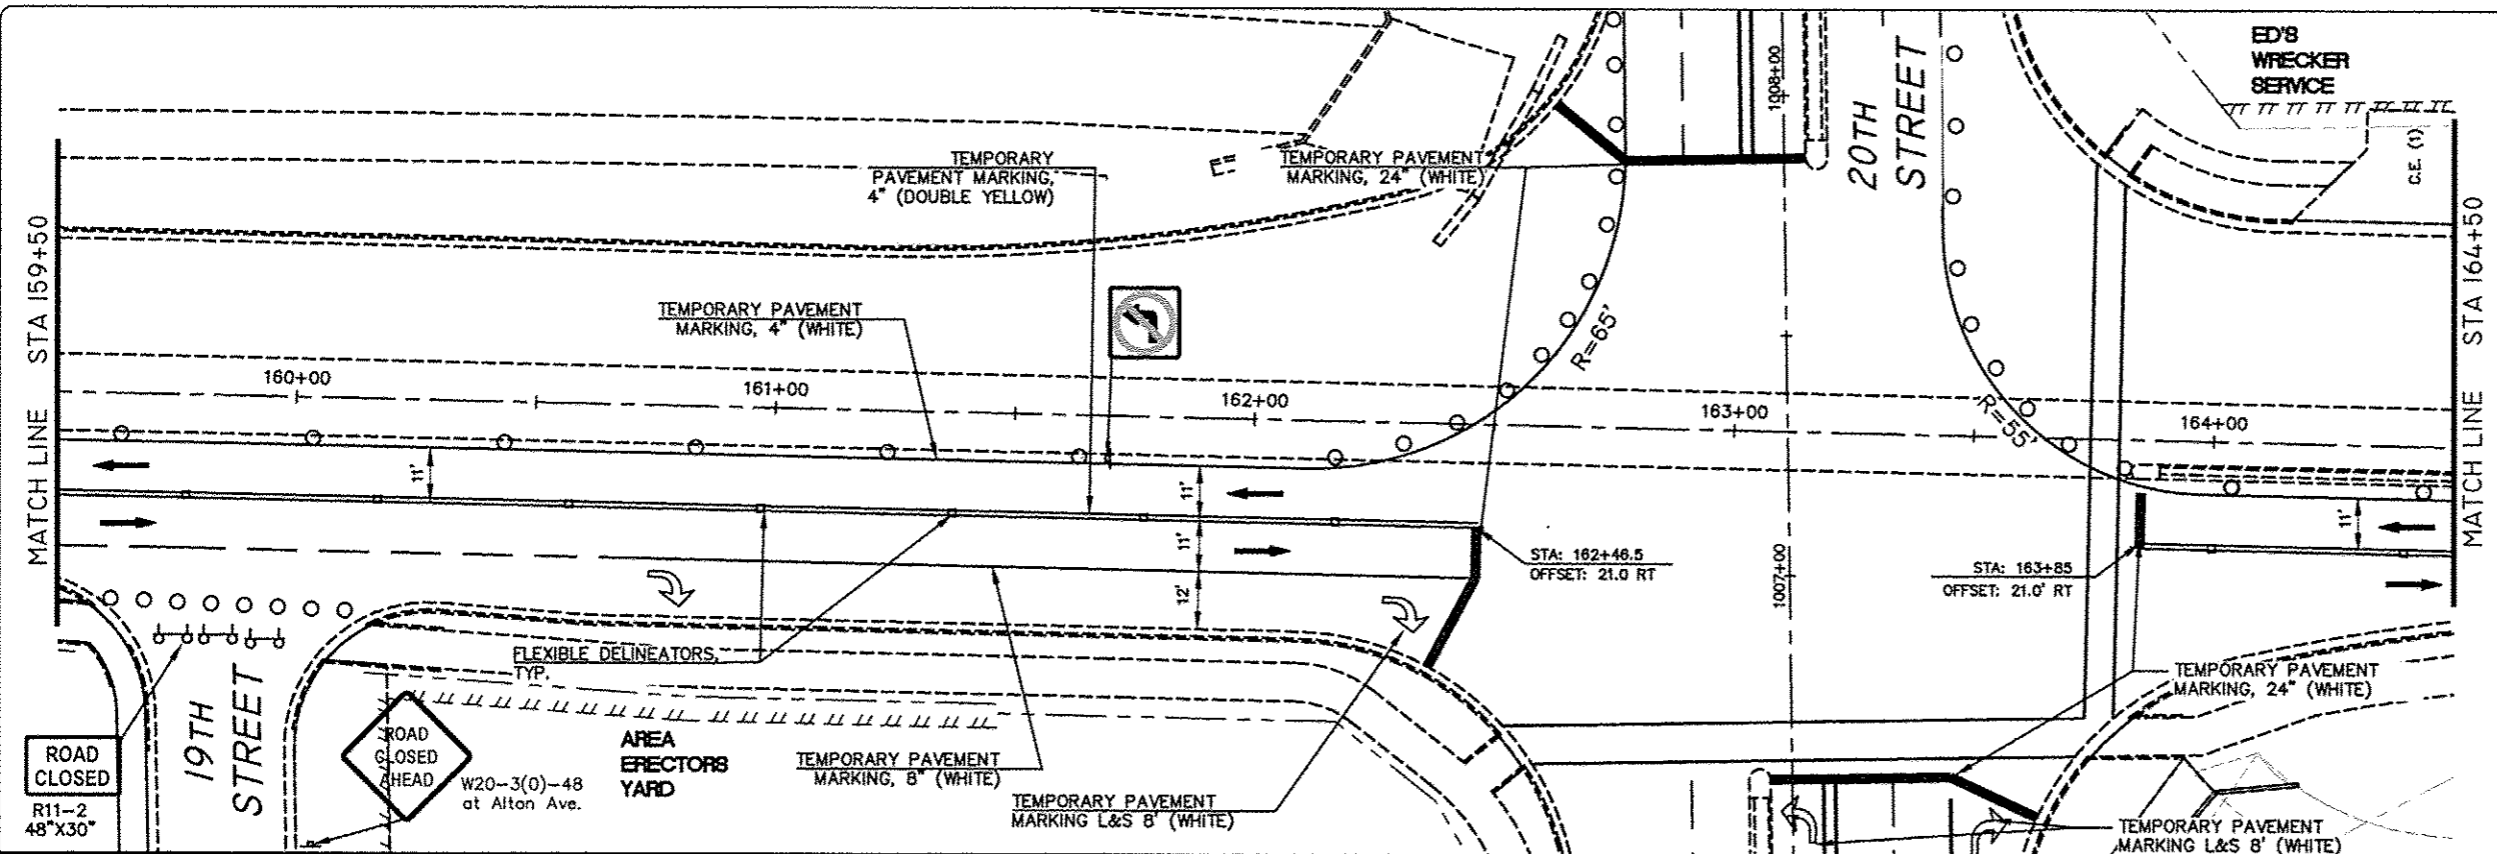 ED'S
WRECKER
SERVICE
20TH
STREET
1008+00
C.E. (1)
TEMPORARY
PAVEMENT MARKING,
4" (DOUBLE YELLOW)
TEMPORARY PAVEMENT
MARKING, 24" (WHITE)
MATCH LINE STA 159+50
MATCH LINE STA 164+50
TEMPORARY PAVEMENT
MARKING, 4" (WHITE)
R=65'
R=55'
160+00
161+00
162+00
163+00
164+00
11'
11'
11'
12'
11'
STA: 162+46.5
OFFSET: 21.0 RT
STA: 163+85
OFFSET: 21.0' RT
1007+00
FLEXIBLE DELINEATORS,
TYP.
TEMPORARY PAVEMENT
MARKING, 24" (WHITE)
19TH
STREET
ROAD
CLOSED
R11-2
48"X30"
ROAD
CLOSED
AHEAD
W20-3(0)-48
at Alton Ave.
AREA
ERECTORS
YARD
TEMPORARY PAVEMENT
MARKING, 8" (WHITE)
TEMPORARY PAVEMENT
MARKING L&S 8' (WHITE)
TEMPORARY PAVEMENT
MARKING L&S 8' (WHITE)